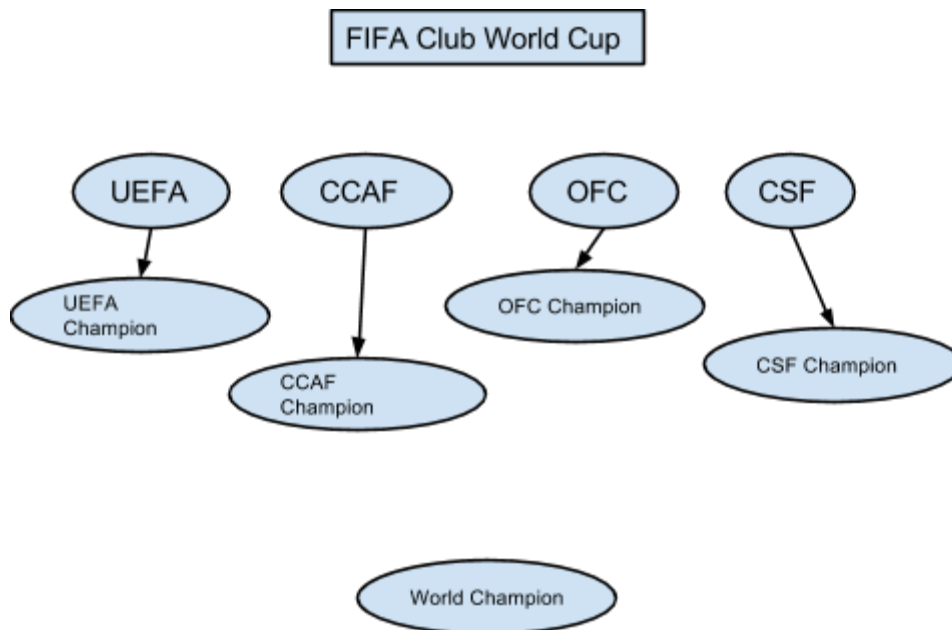 FIFA Club World Cup
UEFA
CCAF
OFC
CSF
UEFA
Champion
CCAF
Champion
OFC Champion
CSF Champion
World Champion